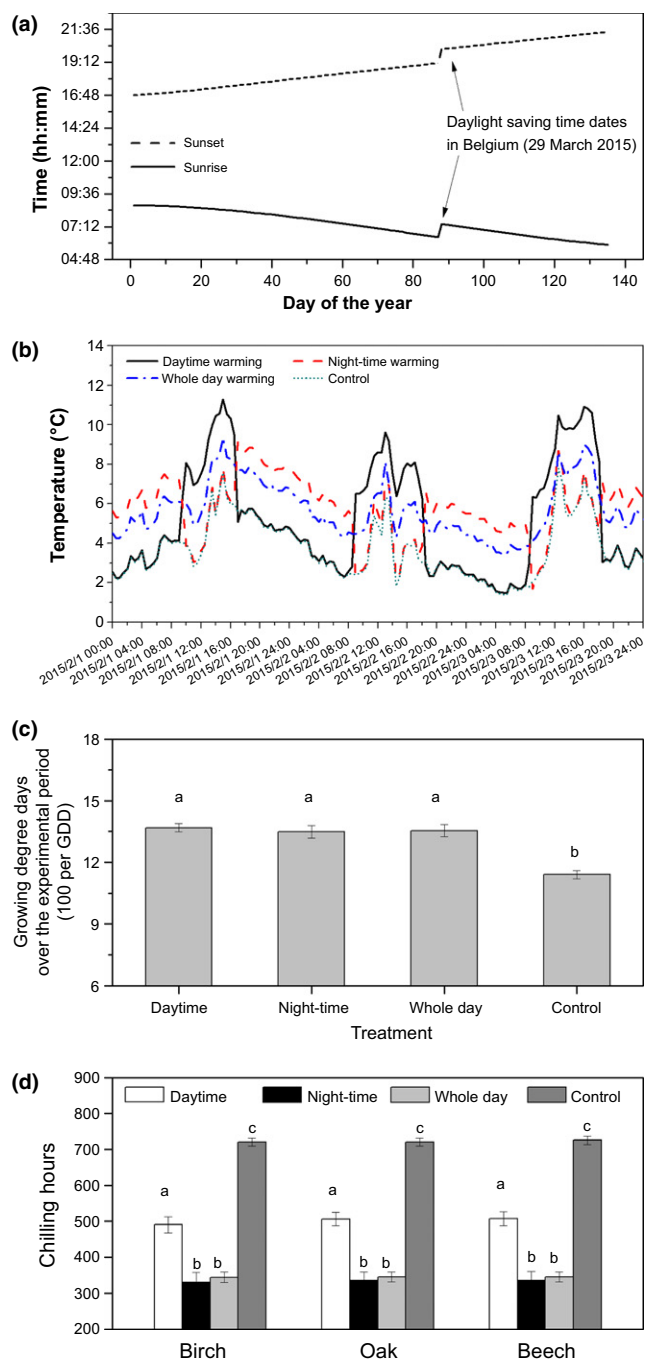 (a)
21:36
19:12
16:48
14:24
12:00
09:36
07:12
04:48
Time (hh:mm)
Sunset
Sunrise
Daylight saving time dates
in Belgium (29 March 2015)
0 20 40 60 80 100 120 140
Day of the year
(b)
14
12
10
8
6
4
2
0
Temperature (°C)
Daytime warming Night-time warming
Whole day warming Control
2015/2/1 00:00
2015/2/1 04:00
2015/2/1 08:00
2015/2/1 12:00
2015/2/1 16:00
2015/2/1 20:00
2015/2/1 24:00
2015/2/2 04:00
2015/2/2 08:00
2015/2/2 12:00
2015/2/2 16:00
2015/2/2 20:00
2015/2/2 24:00
2015/2/3 04:00
2015/2/3 08:00
2015/2/3 12:00
2015/2/3 16:00
2015/2/3 20:00
2015/2/3 24:00
(c)
18
15
12
9
6
Growing degree days
over the experimental period
(100 per GDD)
a a a b
Daytime Night-time Whole day Control
Treatment
(d)
900
800
700
600
500
400
300
200
Chilling hours
Daytime Night-time Whole day Control
a b b c a b b c a b b c
Birch Oak Beech